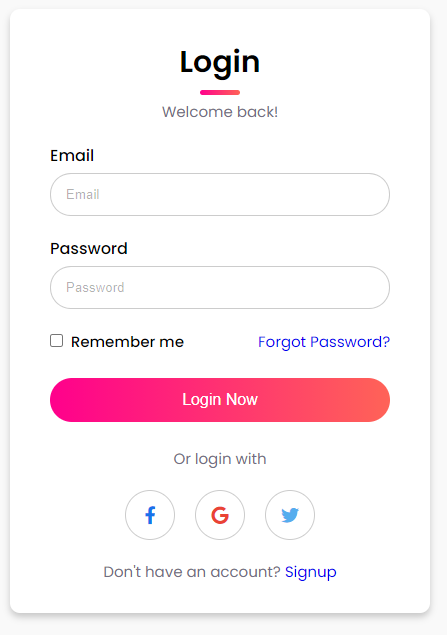 Login
Welcome back!
Email
Email
Password
Password
Remember me Forgot Password?
Login Now
Or login with
Don't have an account? Signup